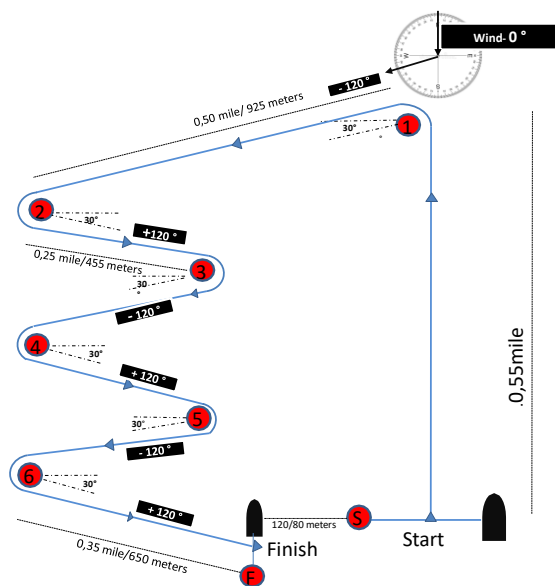 Wind- 0 °
- 120 °
0,50 mile/ 925 meters
30°
°
1
2
30°
+120 °
0,25 mile/455 meters
3
30
°
- 120 °
4
30°
+ 120 °
.0,55mile
5
30°
- 120 °
6
30°
+ 120 °
120/80 meters
S
Finish
Start
0,35 mile/650 meters
F